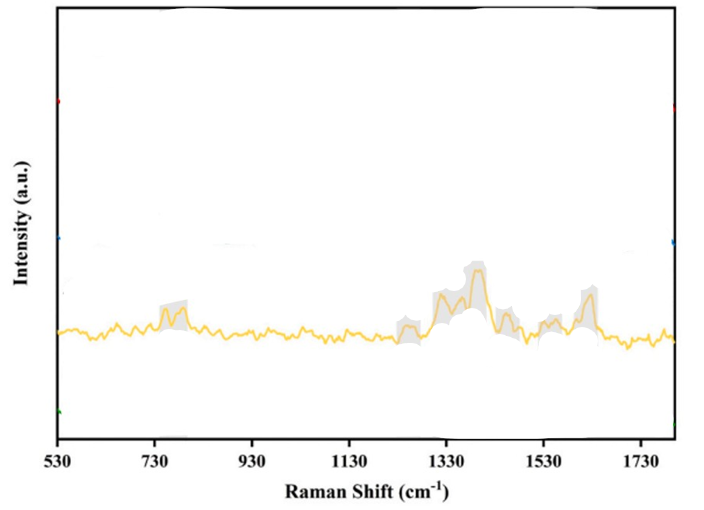 Intensity (a.u.)
530 730 930 1130 1330 1530 1730
Raman Shift (cm⁻¹)